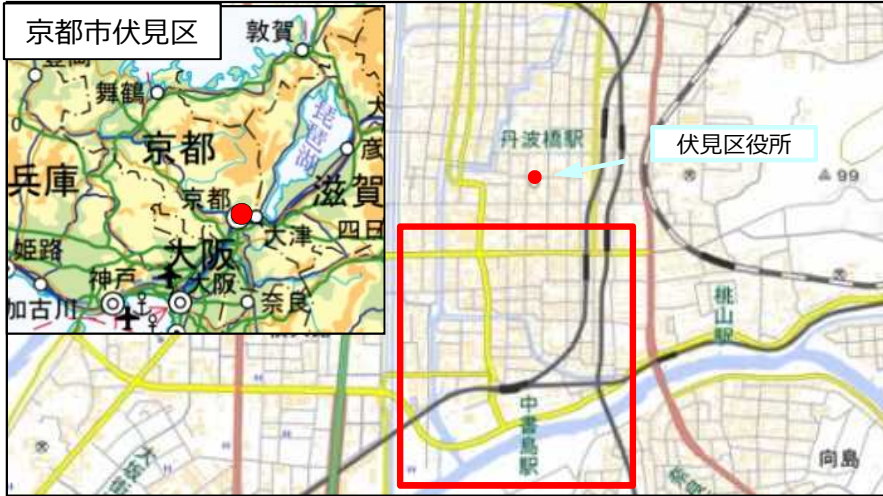 京都市伏見区
敦賀
舞鶴
琵琶湖
京都
兵庫
滋賀
京都
大津
四日
姫路
大阪
神戸
大阪
加古川
奈良
丹波橋駅
伏見区役所
99
桃山駅
中書島駅
向島
大坂街